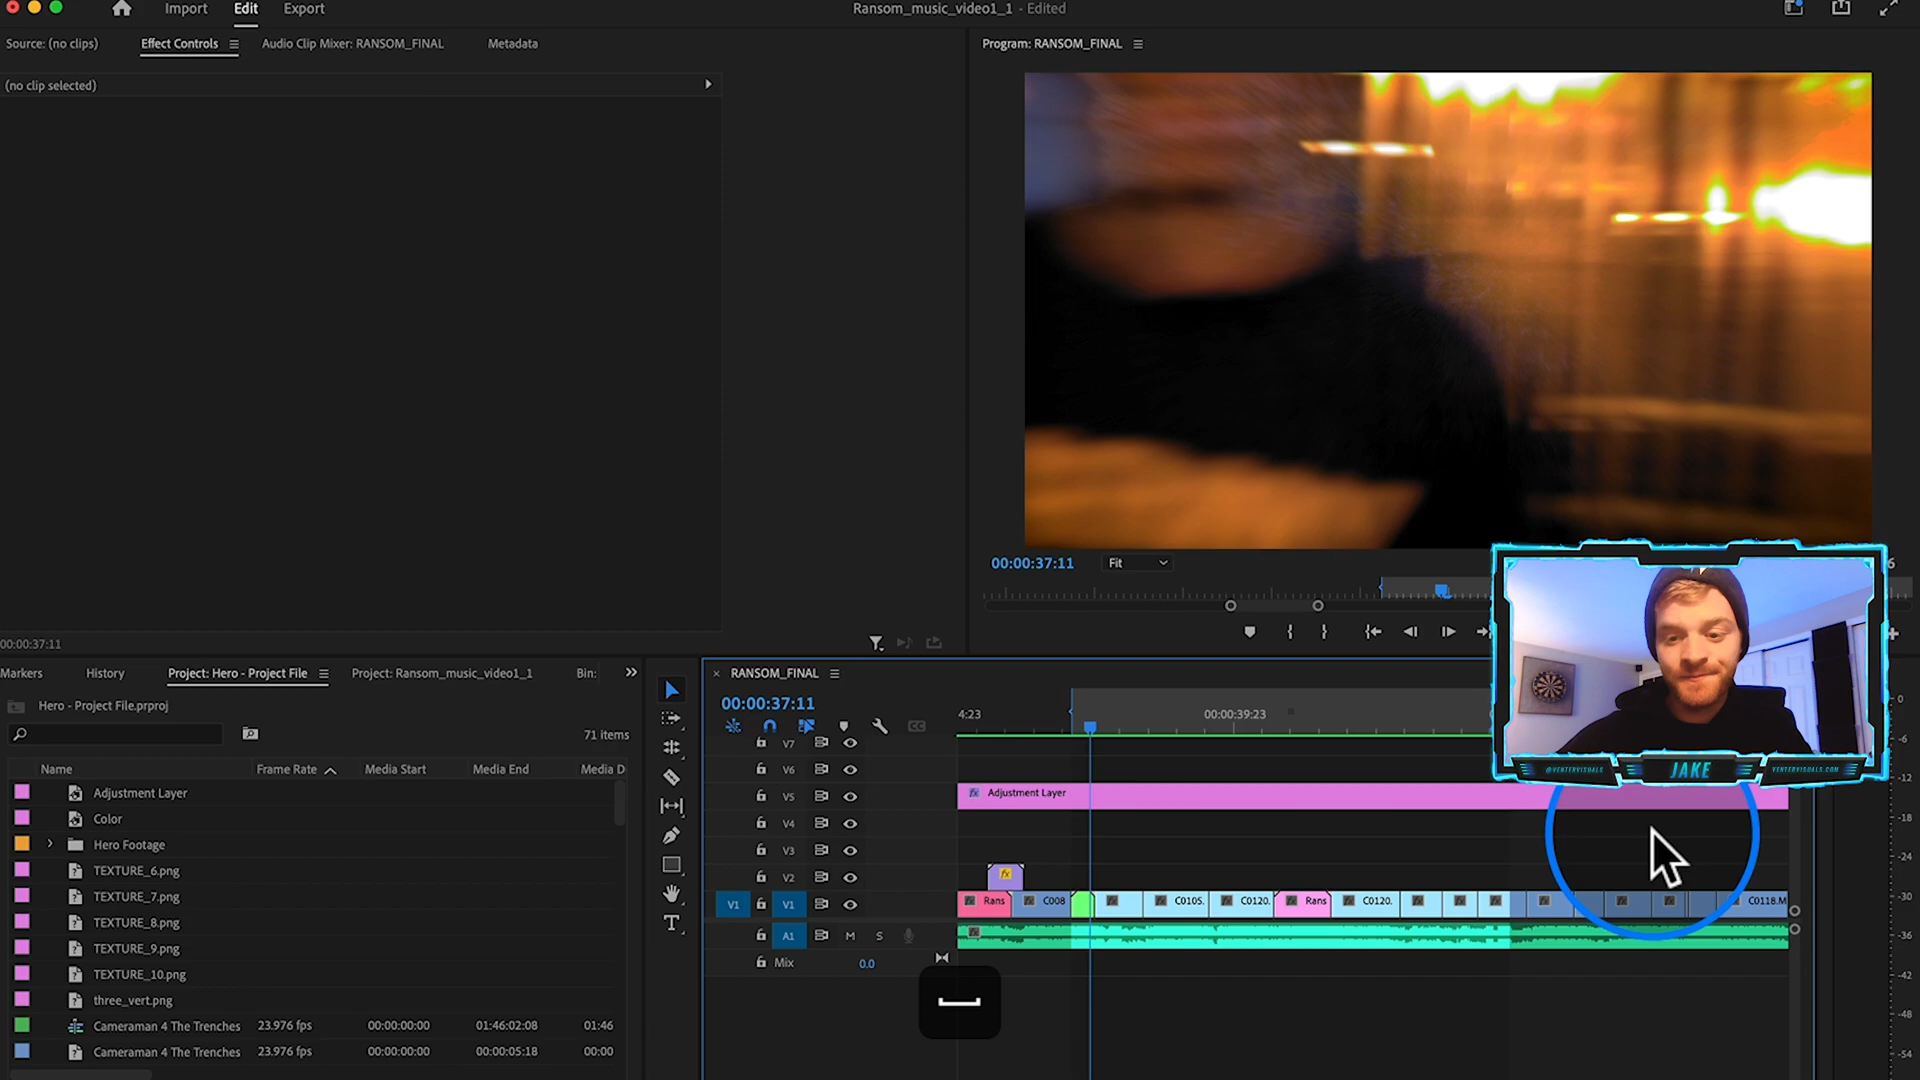 Import Edit Export Ransom_music_video1_1 - Edited
Source: (no clips) Effect Controls Audio Clip Mixer: RANSOM_FINAL Metadata Program: RANSOM_FINAL
(no clip selected)
00:00:37:11 Fit
00:00:37:11
Markers History Project: Hero - Project File Project: Ransom_music_video1_1 Bin: RANSOM_FINAL
Hero - Project File.prproj 00:00:37:11
4:23 00:00:39:23
71 items
Name Frame Rate Media Start Media End Media D
Adjustment Layer
Color
Hero Footage
TEXTURE_6.png
TEXTURE_7.png
TEXTURE_8.png
TEXTURE_9.png
TEXTURE_10.png
three_vert.png
Cameraman 4 The Trenches 23.976 fps 00:00:00:00 01:46:02:08 01:46
Cameraman 4 The Trenches 23.976 fps 00:00:00:00 00:00:05:18 00:00
V7
V6
V5 fx Adjustment Layer
V4
V3
V2 fx
V1 V1 Rans C008 C0105. C0120. Rans C0120. C0118.M
A1 M S
Mix 0.0
@VENTERVISUALS JAKE VENTERVISUALS.COM
0
-6
-12
-18
-24
-30
-36
-42
-48
-54